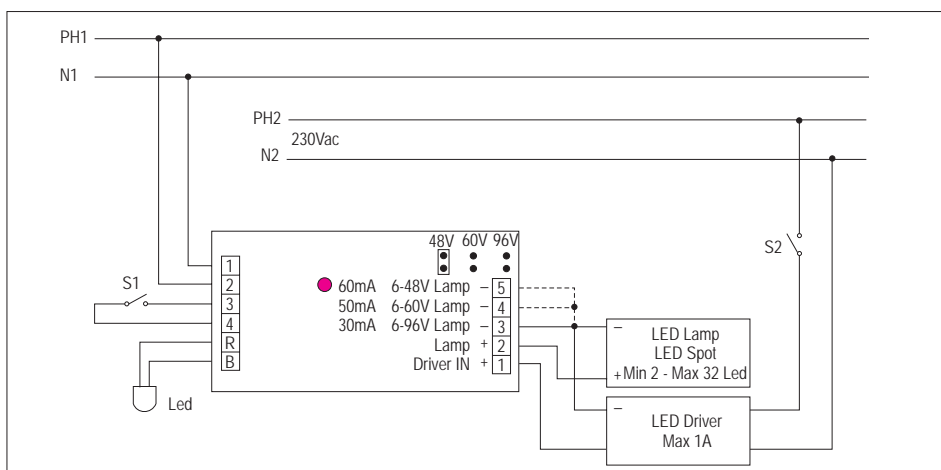 PH1
N1
PH2
230Vac
N2
48V 60V 96V
S2
S1
1
2
3
4
R
B
60mA 6-48V Lamp – 5
50mA 6-60V Lamp – 4
30mA 6-96V Lamp – 3
Lamp + 2
Driver IN + 1
Led
– LED Lamp
LED Spot
+ Min 2 - Max 32 Led
– LED Driver
Max 1A